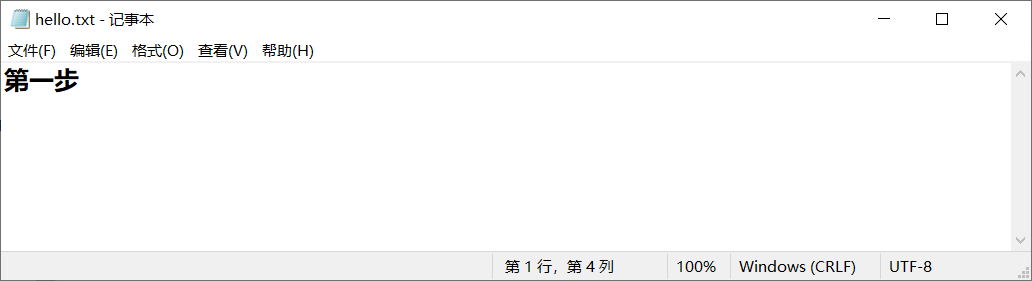 hello.txt - 记事本
文件(F) 编辑(E) 格式(O) 查看(V) 帮助(H)
第一步
第 1 行，第 4 列 100% Windows (CRLF) UTF-8